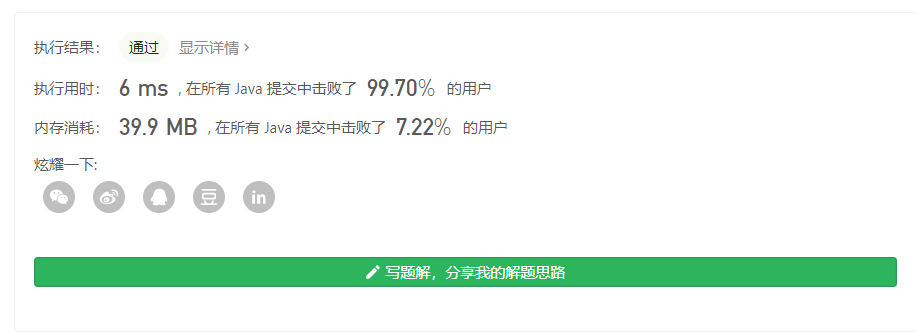 执行结果： 通过 显示详情 ›
执行用时： 6 ms , 在所有 Java 提交中击败了 99.70% 的用户
内存消耗： 39.9 MB , 在所有 Java 提交中击败了 7.22% 的用户
炫耀一下:
豆 in
写题解，分享我的解题思路